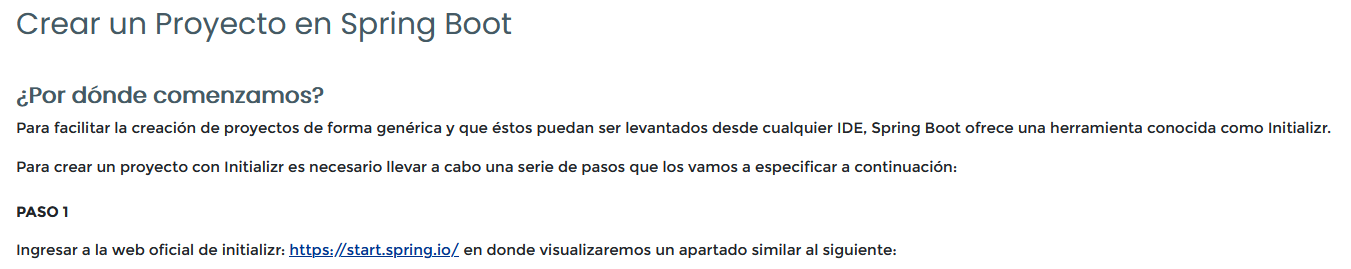 Crear un Proyecto en Spring Boot
¿Por dónde comenzamos?
Para facilitar la creación de proyectos de forma genérica y que éstos puedan ser levantados desde cualquier IDE, Spring Boot ofrece una herramienta conocida como Initializr.
Para crear un proyecto con Initializr es necesario llevar a cabo una serie de pasos que los vamos a especificar a continuación:
PASO 1
Ingresar a la web oficial de initializr: https://start.spring.io/ en donde visualizaremos un apartado similar al siguiente: